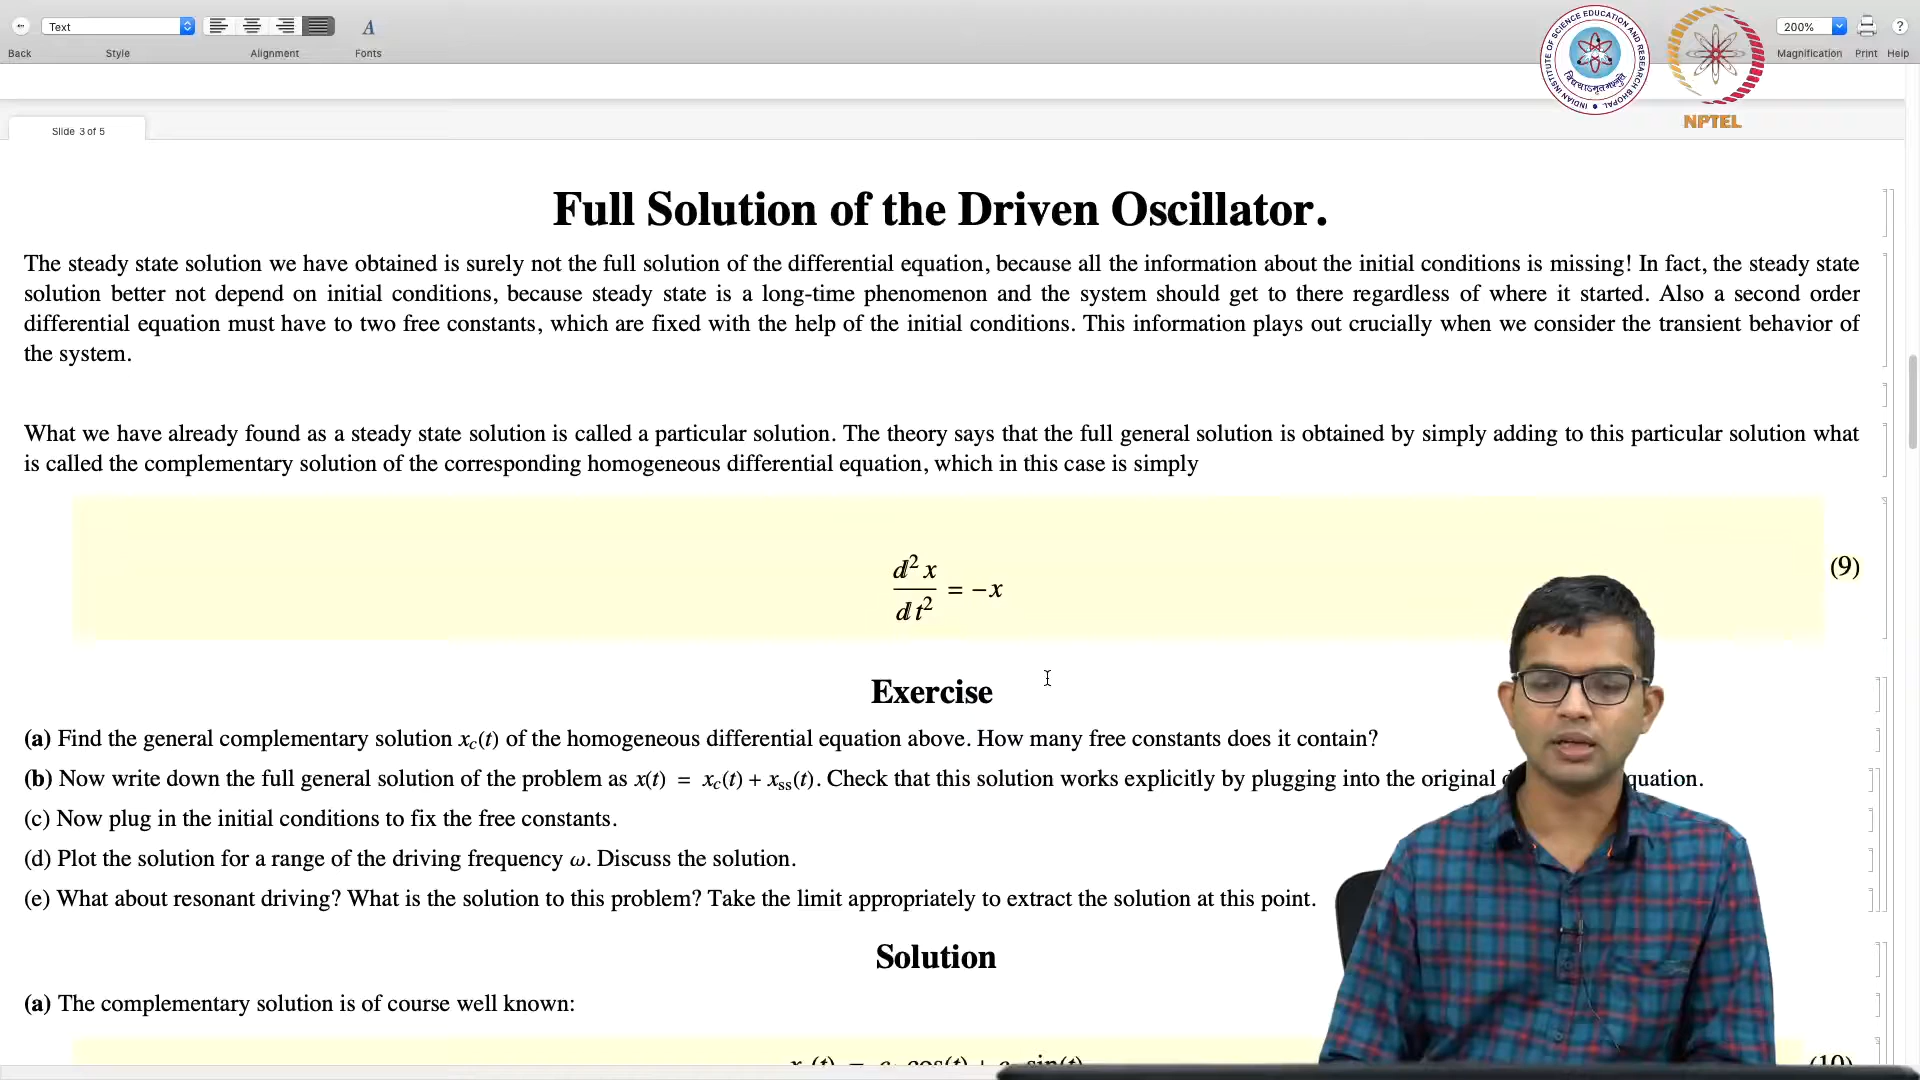 Text
200%
Back Style Alignment Fonts Magnification Print Help
INDIAN INSTITUTE OF SCIENCE EDUCATION AND RESEARCH BHOPAL
NPTEL
Slide 3 of 5
Full Solution of the Driven Oscillator.
The steady state solution we have obtained is surely not the full solution of the differential equation, because all the information about the initial conditions is missing! In fact, the steady state
solution better not depend on initial conditions, because steady state is a long-time phenomenon and the system should get to there regardless of where it started. Also a second order
differential equation must have to two free constants, which are fixed with the help of the initial conditions. This information plays out crucially when we consider the transient behavior of
the system.
What we have already found as a steady state solution is called a particular solution. The theory says that the full general solution is obtained by simply adding to this particular solution what
is called the complementary solution of the corresponding homogeneous differential equation, which in this case is simply
d² x / d t² = −x (9)
Exercise
(a) Find the general complementary solution x_c(t) of the homogeneous differential equation above. How many free constants does it contain?
(b) Now write down the full general solution of the problem as x(t) = x_c(t) + x_ss(t). Check that this solution works explicitly by plugging into the original
(c) Now plug in the initial conditions to fix the free constants.
(d) Plot the solution for a range of the driving frequency ω. Discuss the solution.
(e) What about resonant driving? What is the solution to this problem? Take the limit appropriately to extract the solution at this point.
Solution
(a) The complementary solution is of course well known: